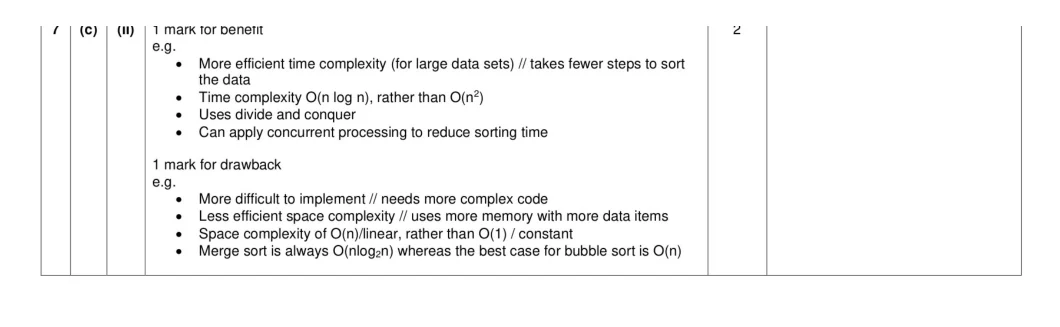 7 (c) (ii) 1 mark for benefit 2
e.g.
• More efficient time complexity (for large data sets) // takes fewer steps to sort
the data
• Time complexity O(n log n), rather than O(n²)
• Uses divide and conquer
• Can apply concurrent processing to reduce sorting time
1 mark for drawback
e.g.
• More difficult to implement // needs more complex code
• Less efficient space complexity // uses more memory with more data items
• Space complexity of O(n)/linear, rather than O(1) / constant
• Merge sort is always O(nlog₂n) whereas the best case for bubble sort is O(n)